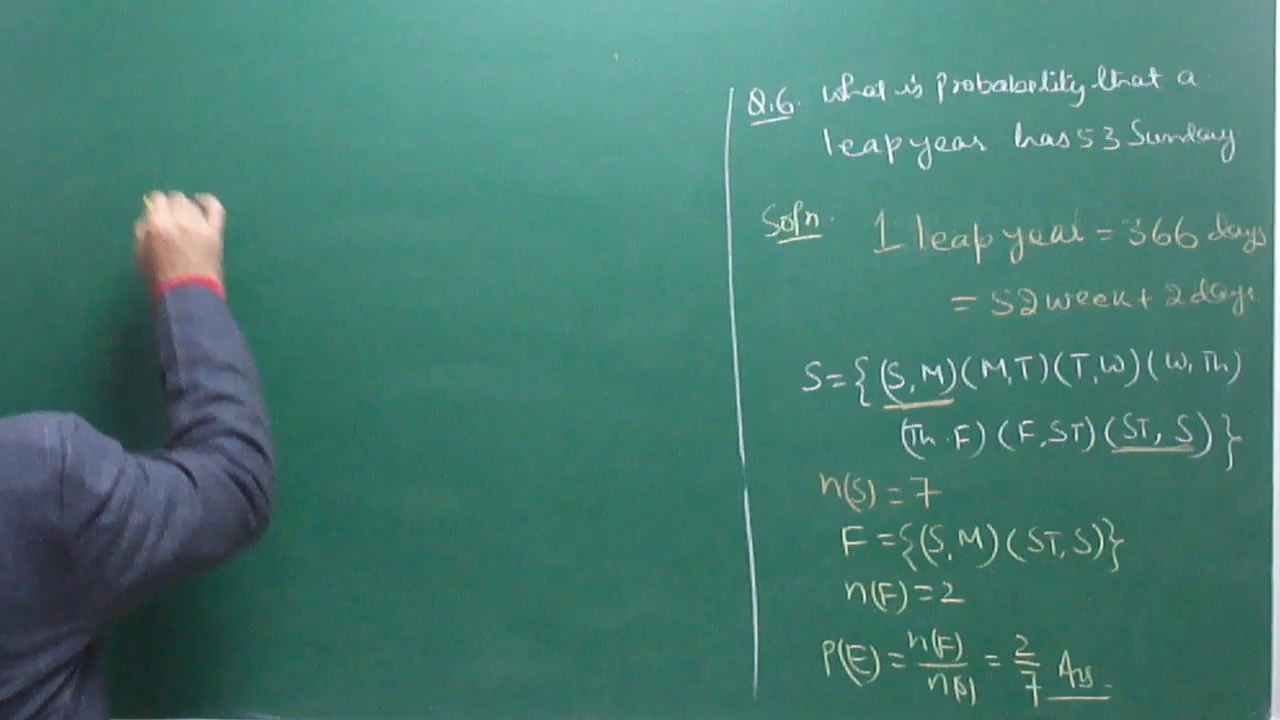 Q.6. What is Probability that a
leap year has 53 Sunday
Soln. 1 leap year = 366 days
= 52 week + 2 days
S={(S,M)(M,T)(T,W)(W,Th)
(Th.F)(F,ST)(ST,S)}
n(S)=7
F={(S,M)(ST,S)}
n(F)=2
P(E)=n(F)/n(S)=2/7 Ans.